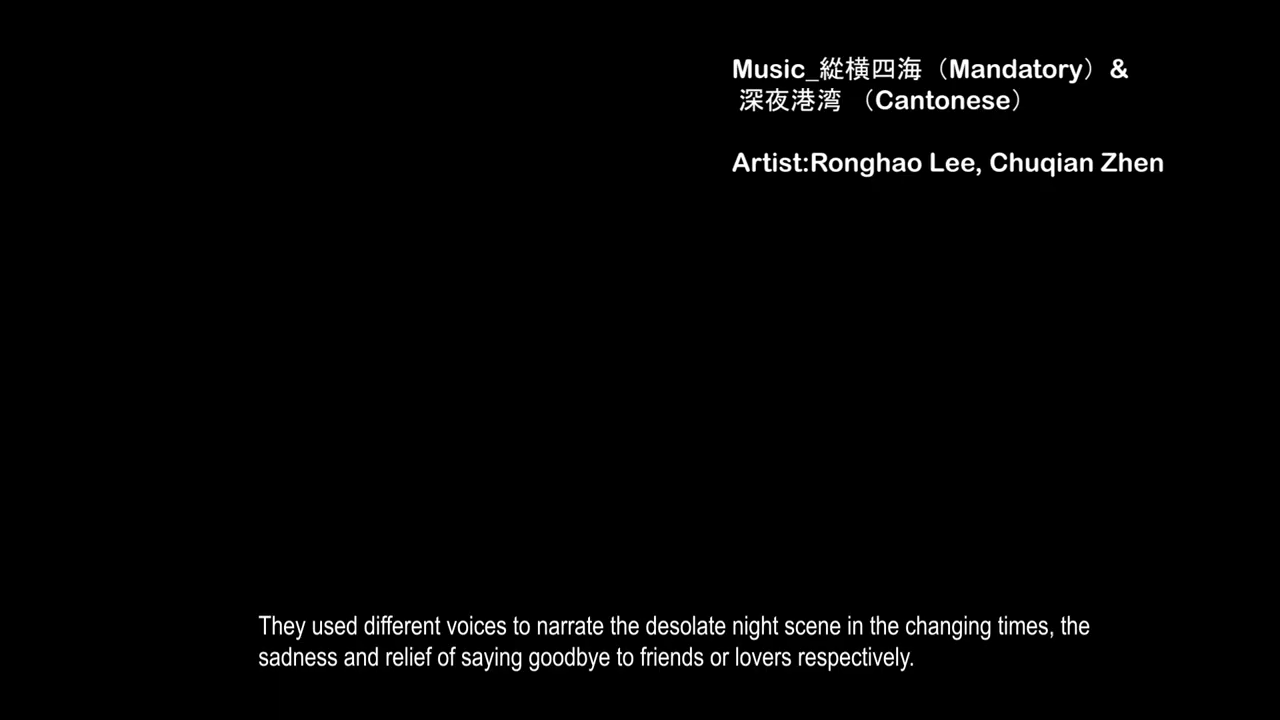 Music_縱橫四海（Mandatory）&
深夜港湾 （Cantonese）
Artist:Ronghao Lee, Chuqian Zhen
They used different voices to narrate the desolate night scene in the changing times, the
sadness and relief of saying goodbye to friends or lovers respectively.